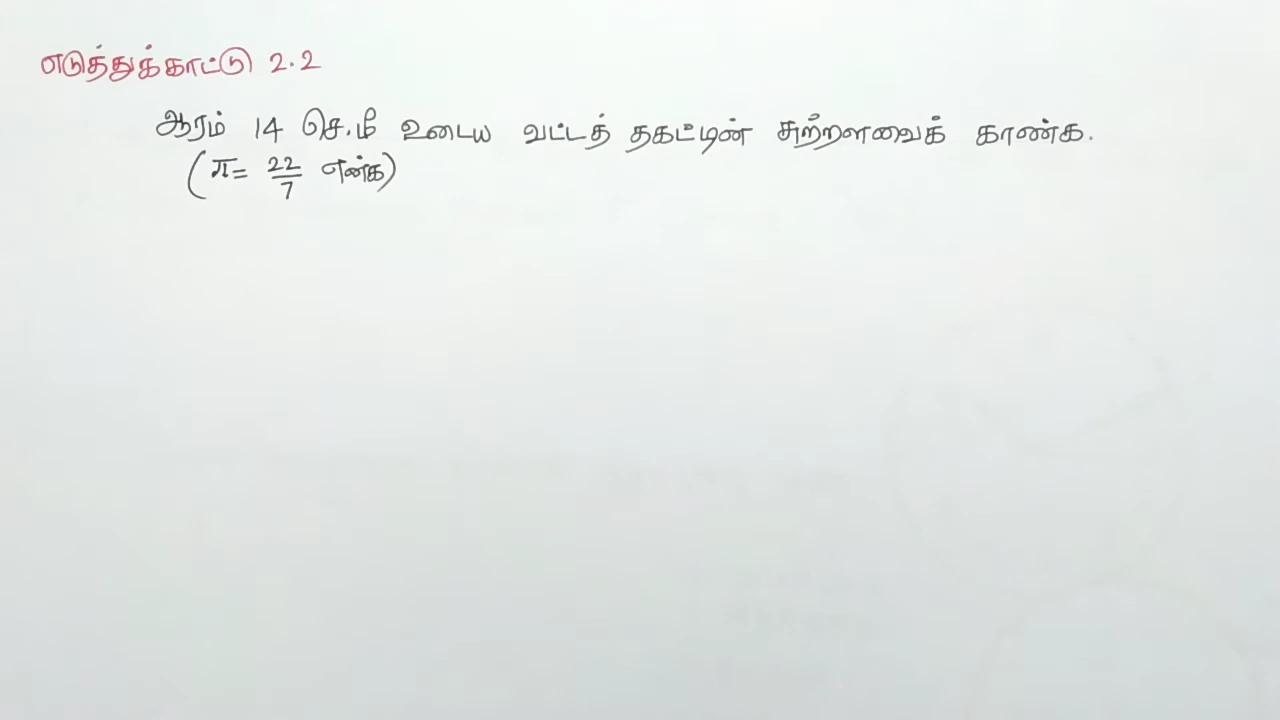 எடுத்துக்காட்டு 2.2
ஆரம் 14 செ.மீ உடைய வட்டத் தகட்டின் சுற்றளவைக் காண்க.
(π = 22/7 என்க)